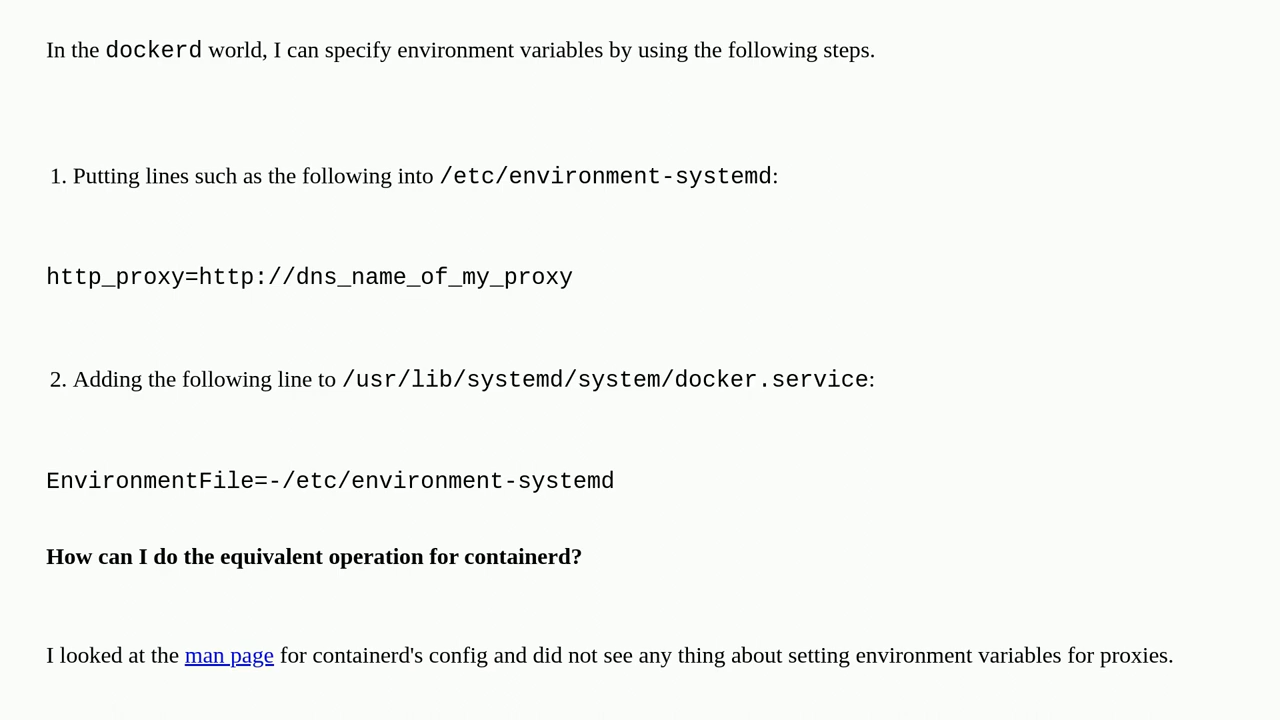 In the dockerd world, I can specify environment variables by using the following steps.
1. Putting lines such as the following into /etc/environment-systemd:
http_proxy=http://dns_name_of_my_proxy
2. Adding the following line to /usr/lib/systemd/system/docker.service:
EnvironmentFile=-/etc/environment-systemd
How can I do the equivalent operation for containerd?
I looked at the man page for containerd's config and did not see any thing about setting environment variables for proxies.